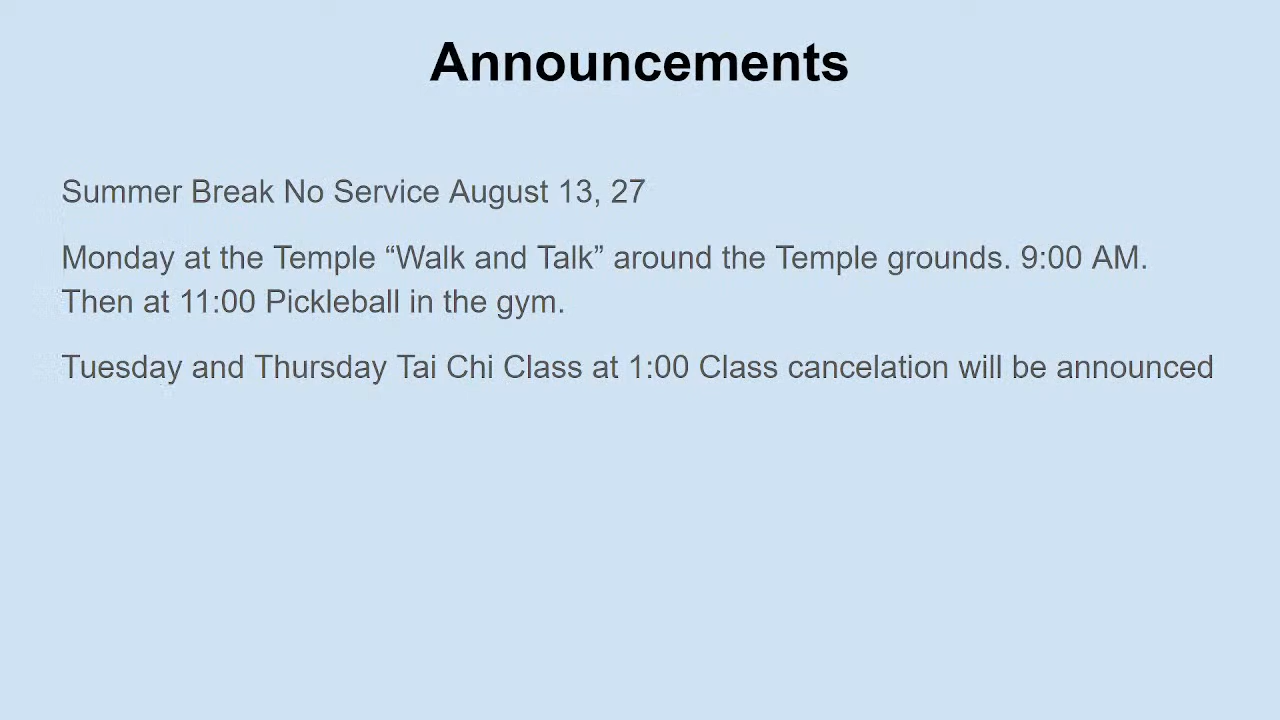 Announcements
Summer Break No Service August 13, 27
Monday at the Temple “Walk and Talk” around the Temple grounds. 9:00 AM.
Then at 11:00 Pickleball in the gym.
Tuesday and Thursday Tai Chi Class at 1:00 Class cancelation will be announced